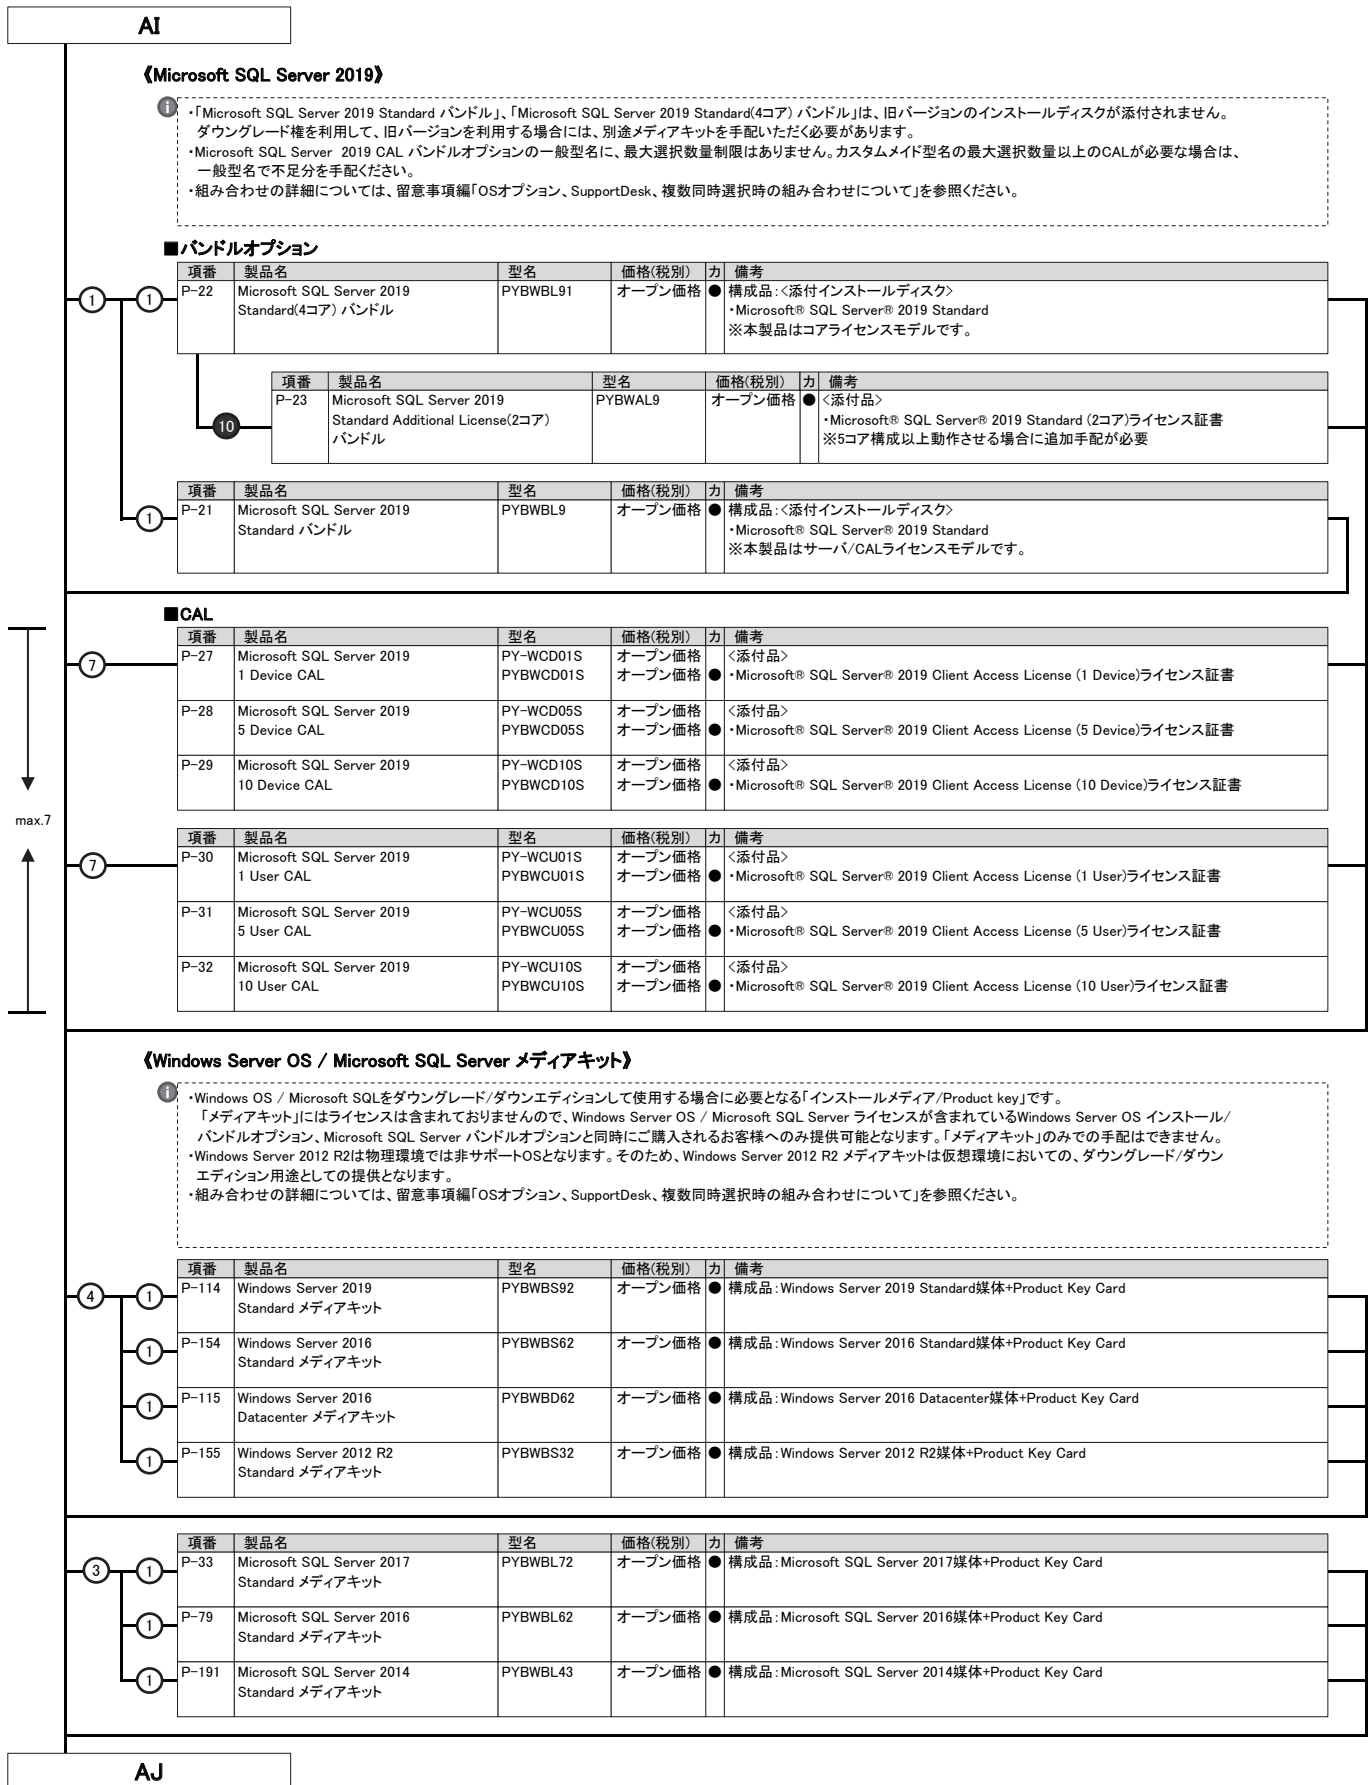 AI
《Microsoft SQL Server 2019》
・「Microsoft SQL Server 2019 Standard バンドル」、「Microsoft SQL Server 2019 Standard(4コア) バンドル」は、旧バージョンのインストールディスクが添付されません。
ダウングレード権を利用して、旧バージョンを利用する場合には、別途メディアキットを手配いただく必要があります。
・Microsoft SQL Server 2019 CAL バンドルオプションの一般型名に、最大選択数量制限はありません。カスタムメイド型名の最大選択数量以上のCALが必要な場合は、
一般型名で不足分を手配ください。
・組み合わせの詳細については、留意事項編「OSオプション、SupportDesk、複数同時選択時の組み合わせについて」を参照ください。
■バンドルオプション
項番 製品名 型名 価格(税別) カ 備考
1 1 P-22 Microsoft SQL Server 2019 PYBWBL91 オープン価格 ● 構成品:<添付インストールディスク>
Standard(4コア) バンドル ・Microsoft® SQL Server® 2019 Standard
※本製品はコアライセンスモデルです。
項番 製品名 型名 価格(税別) カ 備考
P-23 Microsoft SQL Server 2019 PYBWAL9 オープン価格 ● <添付品>
10 Standard Additional License(2コア) ・Microsoft® SQL Server® 2019 Standard (2コア)ライセンス証書
バンドル ※5コア構成以上動作させる場合に追加手配が必要
項番 製品名 型名 価格(税別) カ 備考
1 P-21 Microsoft SQL Server 2019 PYBWBL9 オープン価格 ● 構成品:<添付インストールディスク>
Standard バンドル ・Microsoft® SQL Server® 2019 Standard
※本製品はサーバ/CALライセンスモデルです。
■CAL
項番 製品名 型名 価格(税別) カ 備考
7 P-27 Microsoft SQL Server 2019 PY-WCD01S オープン価格 <添付品>
1 Device CAL PYBWCD01S オープン価格 ● ・Microsoft® SQL Server® 2019 Client Access License (1 Device)ライセンス証書
P-28 Microsoft SQL Server 2019 PY-WCD05S オープン価格 <添付品>
5 Device CAL PYBWCD05S オープン価格 ● ・Microsoft® SQL Server® 2019 Client Access License (5 Device)ライセンス証書
P-29 Microsoft SQL Server 2019 PY-WCD10S オープン価格 <添付品>
10 Device CAL PYBWCD10S オープン価格 ● ・Microsoft® SQL Server® 2019 Client Access License (10 Device)ライセンス証書
max.7
項番 製品名 型名 価格(税別) カ 備考
7 P-30 Microsoft SQL Server 2019 PY-WCU01S オープン価格 <添付品>
1 User CAL PYBWCU01S オープン価格 ● ・Microsoft® SQL Server® 2019 Client Access License (1 User)ライセンス証書
P-31 Microsoft SQL Server 2019 PY-WCU05S オープン価格 <添付品>
5 User CAL PYBWCU05S オープン価格 ● ・Microsoft® SQL Server® 2019 Client Access License (5 User)ライセンス証書
P-32 Microsoft SQL Server 2019 PY-WCU10S オープン価格 <添付品>
10 User CAL PYBWCU10S オープン価格 ● ・Microsoft® SQL Server® 2019 Client Access License (10 User)ライセンス証書
《Windows Server OS / Microsoft SQL Server メディアキット》
・Windows OS / Microsoft SQLをダウングレード/ダウンエディションして使用する場合に必要となる「インストールメディア/Product key」です。
「メディアキット」にはライセンスは含まれておりませんので、Windows Server OS / Microsoft SQL Server ライセンスが含まれているWindows Server OS インストール/
バンドルオプション、Microsoft SQL Server バンドルオプションと同時にご購入されるお客様へのみ提供可能となります。「メディアキット」のみでの手配はできません。
・Windows Server 2012 R2は物理環境では非サポートOSとなります。そのため、Windows Server 2012 R2 メディアキットは仮想環境においての、ダウングレード/ダウン
エディション用途としての提供となります。
・組み合わせの詳細については、留意事項編「OSオプション、SupportDesk、複数同時選択時の組み合わせについて」を参照ください。
項番 製品名 型名 価格(税別) カ 備考
4 1 P-114 Windows Server 2019 PYBWBS92 オープン価格 ● 構成品:Windows Server 2019 Standard媒体+Product Key Card
Standard メディアキット
1 P-154 Windows Server 2016 PYBWBS62 オープン価格 ● 構成品:Windows Server 2016 Standard媒体+Product Key Card
Standard メディアキット
1 P-115 Windows Server 2016 PYBWBD62 オープン価格 ● 構成品:Windows Server 2016 Datacenter媒体+Product Key Card
Datacenter メディアキット
1 P-155 Windows Server 2012 R2 PYBWBS32 オープン価格 ● 構成品:Windows Server 2012 R2媒体+Product Key Card
Standard メディアキット
項番 製品名 型名 価格(税別) カ 備考
3 1 P-33 Microsoft SQL Server 2017 PYBWBL72 オープン価格 ● 構成品:Microsoft SQL Server 2017媒体+Product Key Card
Standard メディアキット
1 P-79 Microsoft SQL Server 2016 PYBWBL62 オープン価格 ● 構成品:Microsoft SQL Server 2016媒体+Product Key Card
Standard メディアキット
1 P-191 Microsoft SQL Server 2014 PYBWBL43 オープン価格 ● 構成品:Microsoft SQL Server 2014媒体+Product Key Card
Standard メディアキット
AJ